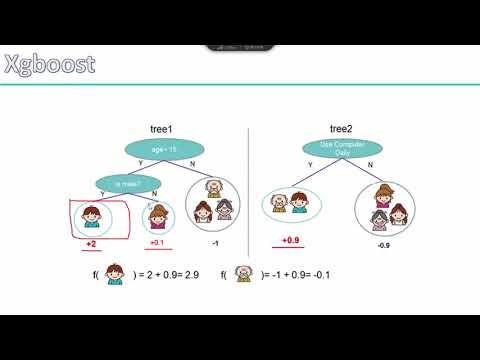 Xgboost
tree1
tree2
age< 15
Use Computer
Daily
Y
N
Y
N
is male?
Y
N
+2
+0.1
-1
+0.9
-0.9
f( ) = 2 + 0.9= 2.9
f( )= -1 + 0.9= -0.1